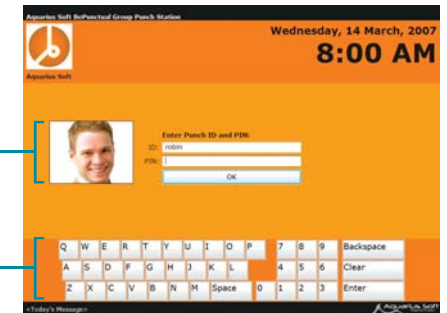 Aquarius Soft BePunctual Group Punch Station
Wednesday, 14 March, 2007
8:00 AM
Aquarius Soft
Enter Punch ID and PIN:
ID: robin
PIN:
OK
Q W E R T Y U I O P 7 8 9 Backspace
A S D F G H J K L 4 5 6 Clear
Z X C V B N M Space 0 1 2 3 Enter
<Today's Message>
Aquarius Soft